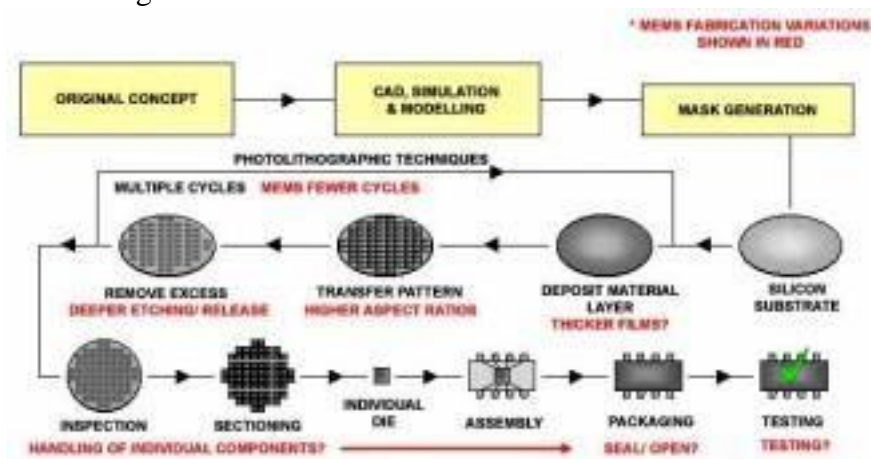 * MEMS FABRICATION VARIATIONS
SHOWN IN RED
ORIGINAL CONCEPT
CAD, SIMULATION
& MODELLING
MASK GENERATION
PHOTOLITHOGRAPHIC TECHNIQUES
MULTIPLE CYCLES MEMS FEWER CYCLES
REMOVE EXCESS
DEEPER ETCHING/ RELEASE
TRANSFER PATTERN
HIGHER ASPECT RATIOS
DEPOSIT MATERIAL
LAYER
THICKER FILMS?
SILICON
SUBSTRATE
INSPECTION
SECTIONING
INDIVIDUAL
DIE
ASSEMBLY
PACKAGING
TESTING
HANDLING OF INDIVIDUAL COMPONENTS?
SEAL/ OPEN?
TESTING?